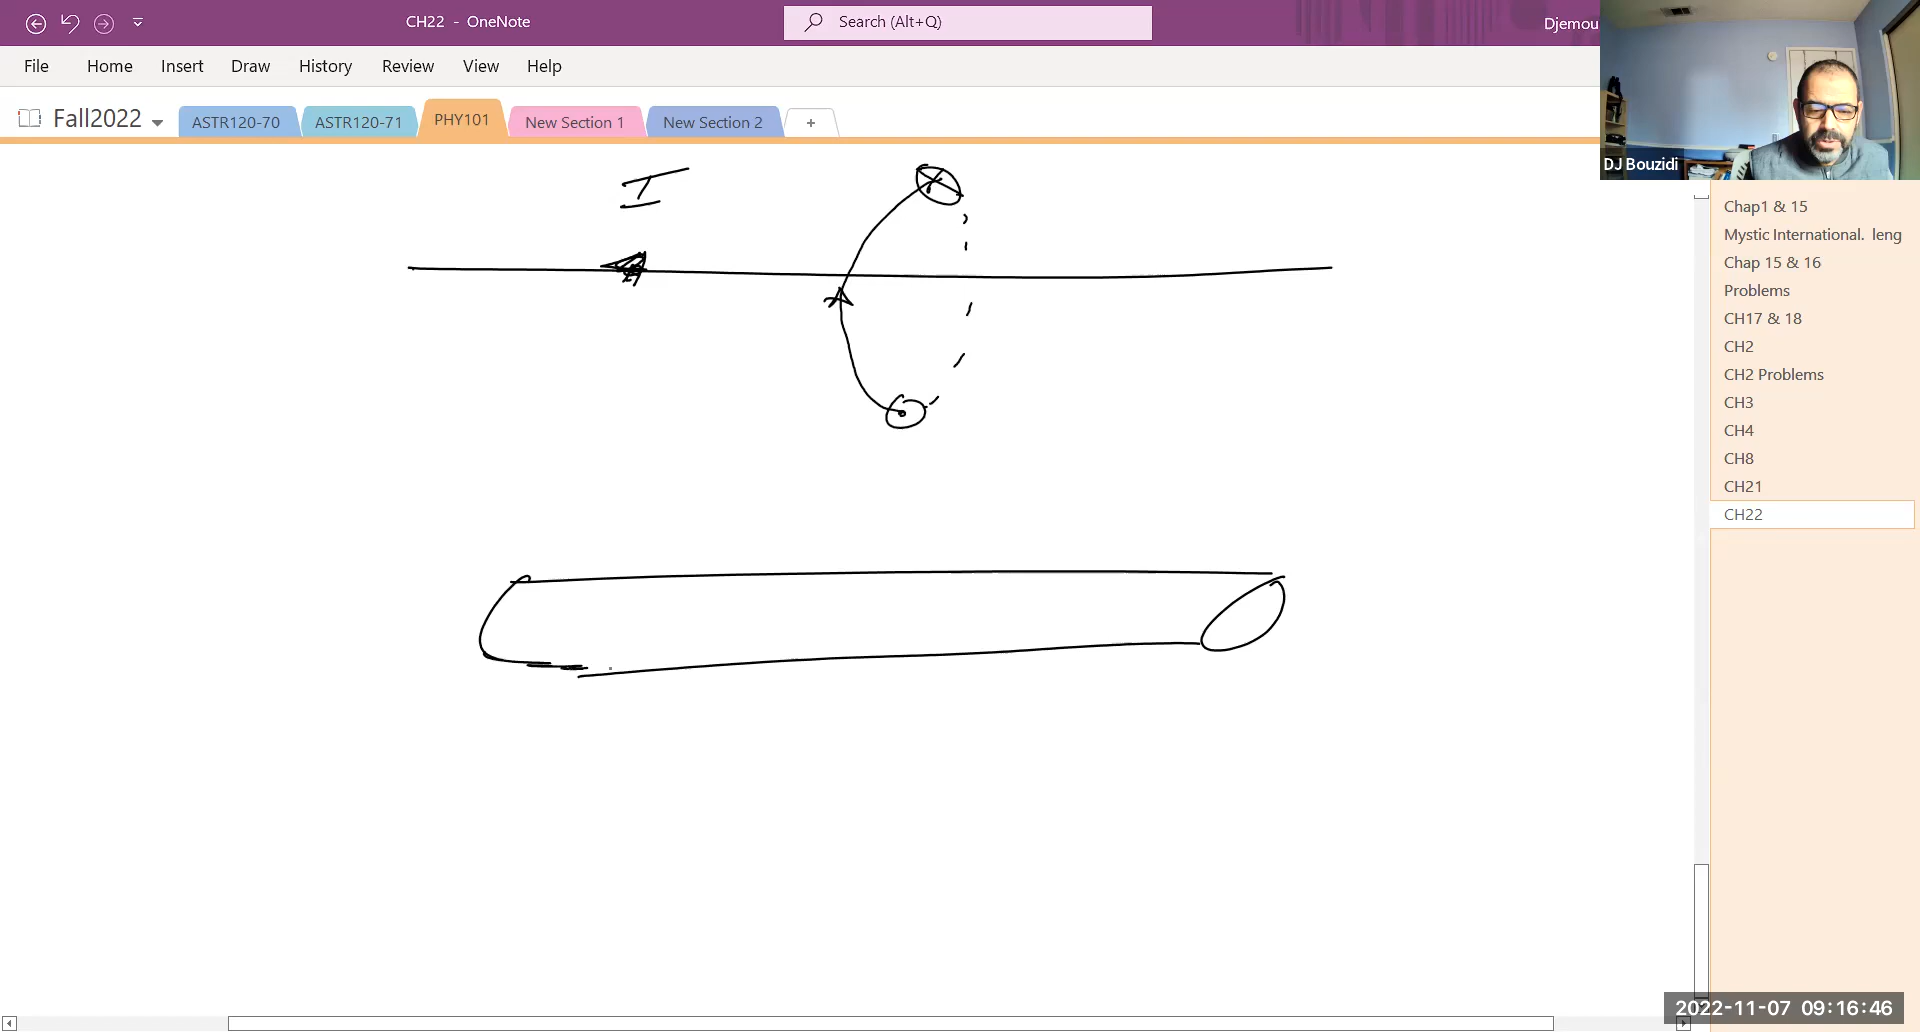 CH22 - OneNote
Search (Alt+Q)
Djemou
File Home Insert Draw History Review View Help
Fall2022 ASTR120-70 ASTR120-71 PHY101 New Section 1 New Section 2 +
DJ Bouzidi
I
Chap1 & 15
Mystic International. leng
Chap 15 & 16
Problems
CH17 & 18
CH2
CH2 Problems
CH3
CH4
CH8
CH21
CH22
2022-11-07 09:16:46